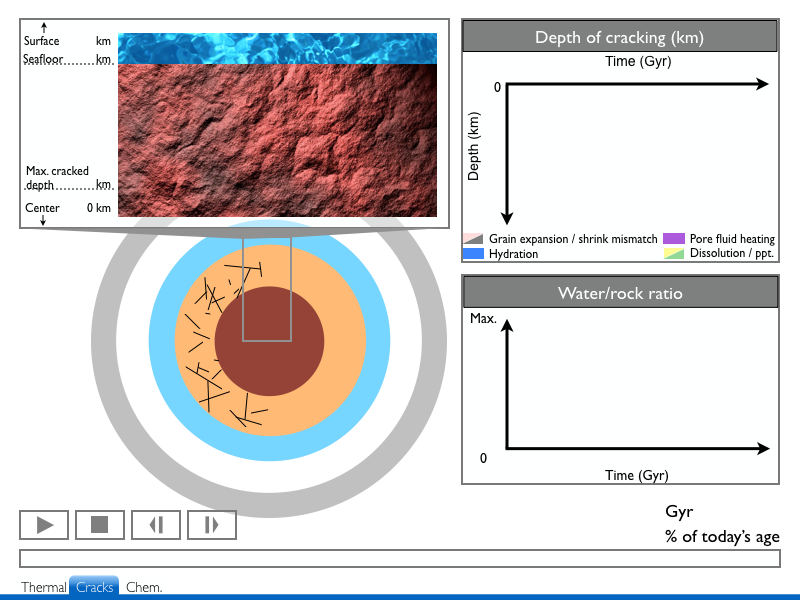 Surface km
Seafloor km
Max. cracked
depth km
Center 0 km
Depth of cracking (km)
Time (Gyr)
0
Depth (km)
Grain expansion / shrink mismatch
Pore fluid heating
Hydration
Dissolution / ppt.
Water/rock ratio
Max.
0
Time (Gyr)
Gyr
% of today's age
Thermal Cracks Chem.